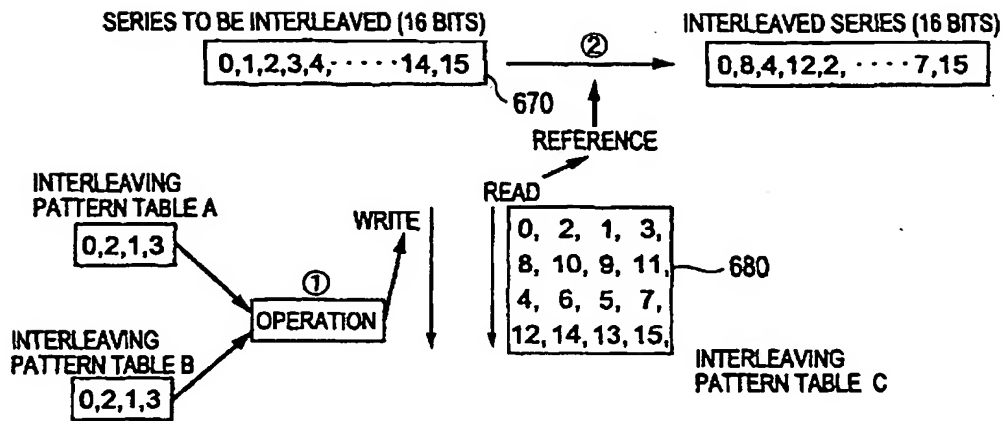 SERIES TO BE INTERLEAVED (16 BITS)
INTERLEAVED SERIES (16 BITS)
0,1,2,3,4,·····14,15
②
0,8,4,12,2, ····7,15
670
REFERENCE
INTERLEAVING
PATTERN TABLE A
0,2,1,3
WRITE
READ
0, 2, 1, 3,
8, 10, 9, 11,
4, 6, 5, 7,
12, 14, 13, 15,
680
①
OPERATION
INTERLEAVING
PATTERN TABLE B
0,2,1,3
INTERLEAVING
PATTERN TABLE C